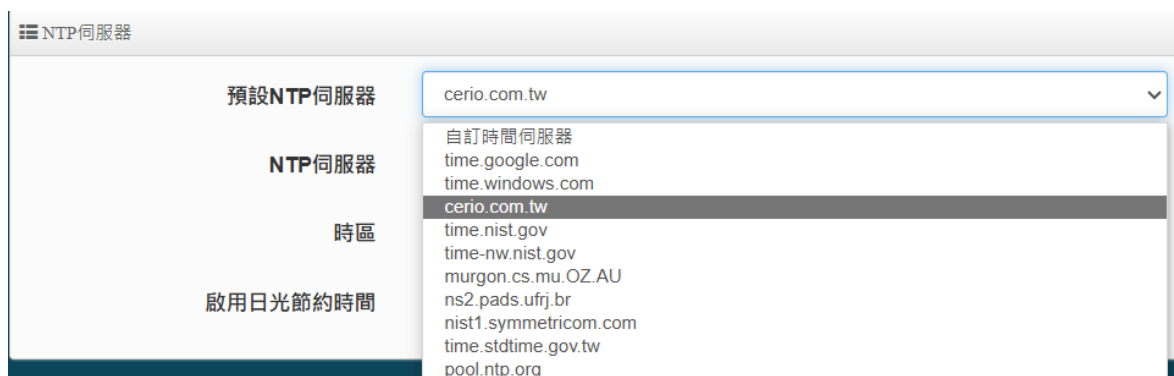 NTP伺服器
預設NTP伺服器
cerio.com.tw
自訂時間伺服器
time.google.com
time.windows.com
cerio.com.tw
time.nist.gov
time-nw.nist.gov
murgon.cs.mu.OZ.AU
ns2.pads.ufrj.br
nist1.symmetricom.com
time.stdtime.gov.tw
pool.ntp.org
NTP伺服器
時區
啟用日光節約時間